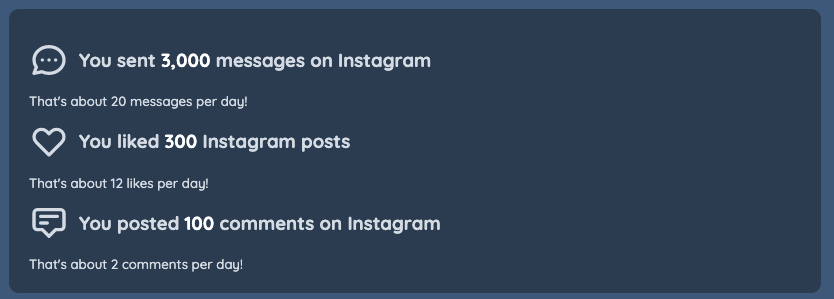 You sent 3,000 messages on Instagram
That's about 20 messages per day!
You liked 300 Instagram posts
That's about 12 likes per day!
You posted 100 comments on Instagram
That's about 2 comments per day!